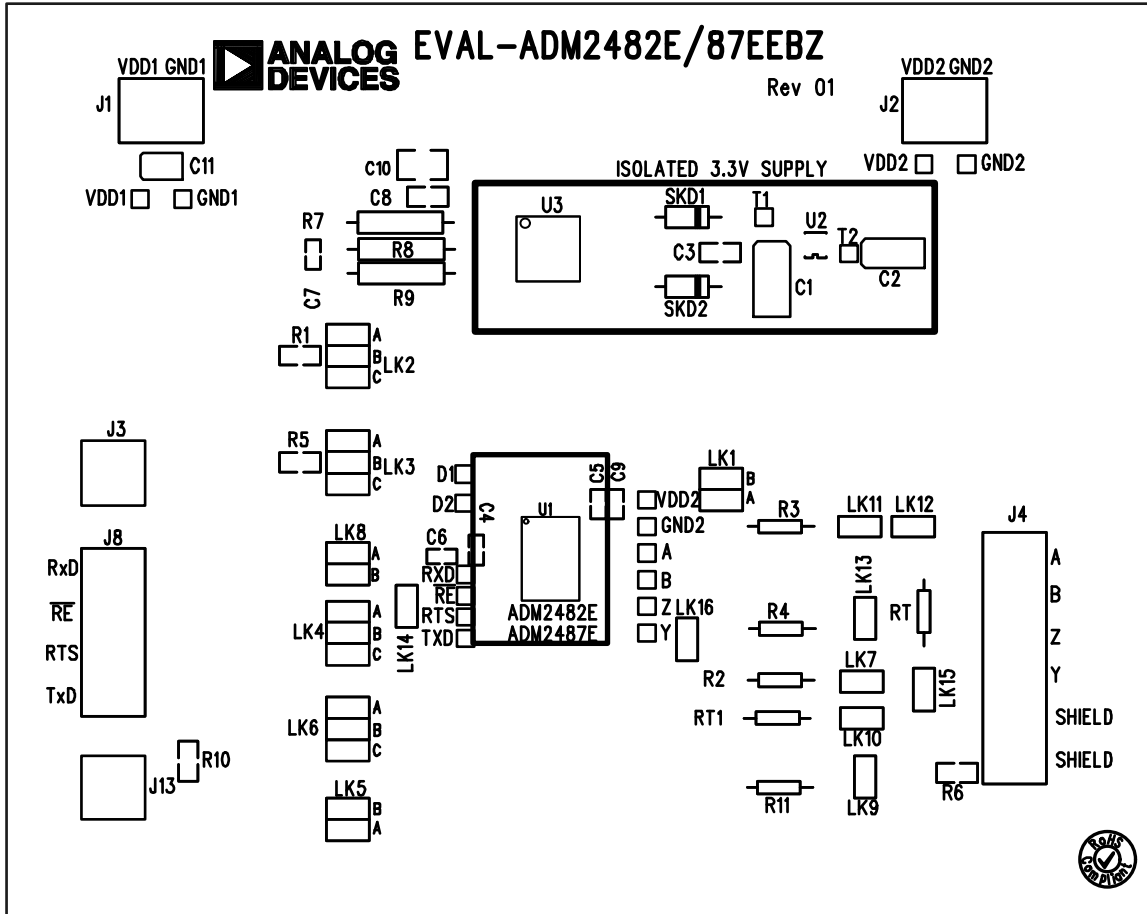 ANALOG
DEVICES
EVAL-ADM2482E/87EEBZ
Rev 01
VDD1 GND1
J1
C11
VDD1
GND1
VDD2 GND2
J2
VDD2
GND2
C10
C8
R7
R8
R9
C7
ISOLATED 3.3V SUPPLY
U3
SKD1
T1
U2
T2
C3
C1
C2
SKD2
R1
A
B
C
LK2
J3
R5
A
B
C
LK3
D1
D2
C4
C5
C9
U1
C6
RXD
RE
RTS
TXD
ADM2482E
ADM2487E
VDD2
GND2
A
B
Z
Y
LK1
B
A
R3
LK11
LK12
J4
A
B
Z
Y
SHIELD
SHIELD
J8
RxD
RE
RTS
TxD
LK8
A
B
LK4
A
B
C
LK14
LK16
R4
LK13
RT
R2
LK7
LK15
RT1
LK10
LK6
A
B
C
J13
R10
LK5
B
A
R11
LK9
R6
RoHS
Compliant